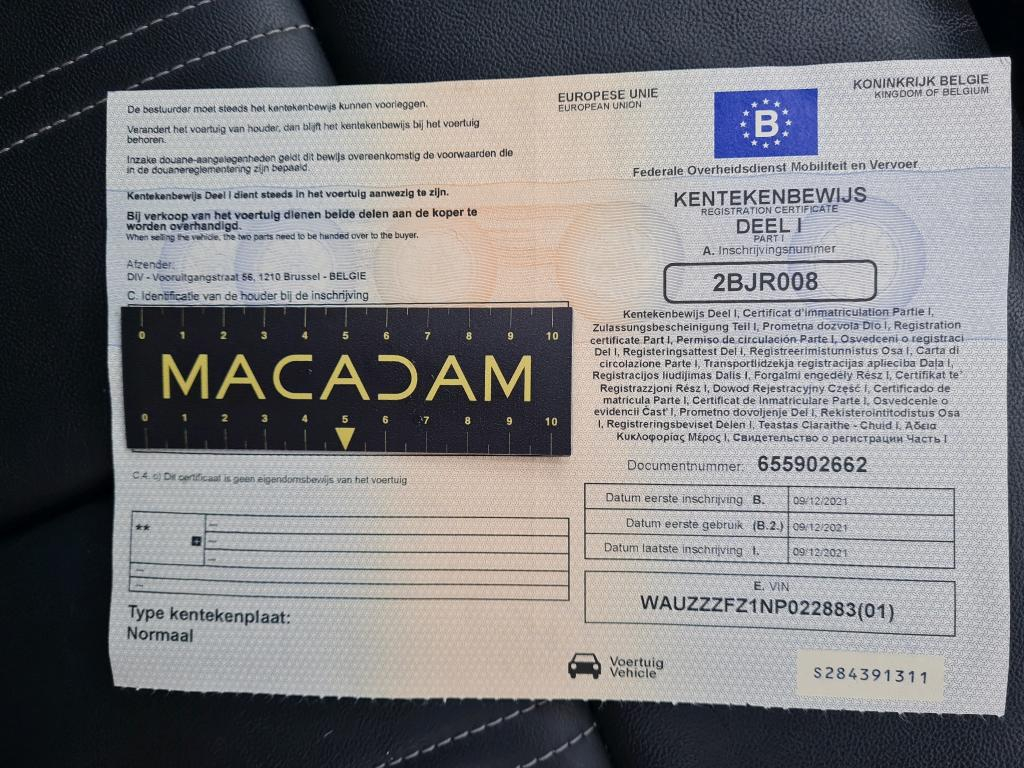 De bestuurder moet steeds het kentekenbewijs kunnen voorleggen.
Verandert het voertuig van houder, dan blijft het kentekenbewijs bij het voertuig
behoren.
Inzake douane-aangelegenheden geldt dit bewijs overeenkomstig de voorwaarden die
in de douanereglementering zijn bepaald.
Kentekenbewijs Deel I dient steeds in het voertuig aanwezig te zijn.
Bij verkoop van het voertuig dienen beide delen aan de koper te
worden overhandigd.
When selling the vehicle, the two parts need to be handed over to the buyer.
Afzender:
DIV - Vooruitgangstraat 56, 1210 Brussel - BELGIE
C. Identificatie van de houder bij de inschrijving
0 1 2 3 4 5 6 7 8 9 10
MACADAM
0 1 2 3 4 5 6 7 8 9 10
C.4. c) Dit certificaat is geen eigendomsbewijs van het voertuig
** ---
---
---
---
---
Type kentekenplaat:
Normaal
EUROPESE UNIE
EUROPEAN UNION
B
KONINKRIJK BELGIE
KINGDOM OF BELGIUM
Federale Overheidsdienst Mobiliteit en Vervoer
KENTEKENBEWIJS
REGISTRATION CERTIFICATE
DEEL I
PART I
A. Inschrijvingsnummer
2BJR008
Kentekenbewijs Deel I, Certificat d'immatriculation Partie I,
Zulassungsbescheinigung Teil I, Prometna dozvola Dio I, Registration
certificate Part I, Permiso de circulación Parte I, Osvedceni o registraci
Del I, Registeringsattest Del I, Registreerimistunnistus Osa I, Carta di
circolazione Parte I, Transportlidzekja registracijas aplieciba Daja I,
Registracijos liudijimas Dalis I, Forgalmi engedély Rész I, Certifikat te'
Registrazzjoni Rész I, Dowod Rejestracyjny Część I, Certificado de
matricula Parte I, Certificat de inmatriculare Parte I, Osvedcenie o
evidencii Čast' I, Prometno dovoljenje Del I, Rekisterointitodistus Osa
I, Registreringsbeviset Delen I, Teastas Claraithe - Chuid I, Άδεια
Κυκλοφορίας Μέρος I, Свидетельство о регистрации Часть I
Documentnummer: 655902662
Datum eerste inschrijving B. 09/12/2021
Datum eerste gebruik (B.2.) 09/12/2021
Datum laatste inschrijving I. 09/12/2021
E. VIN
WAUZZZFZ1NP022883(01)
Voertuig
Vehicle
S284391311